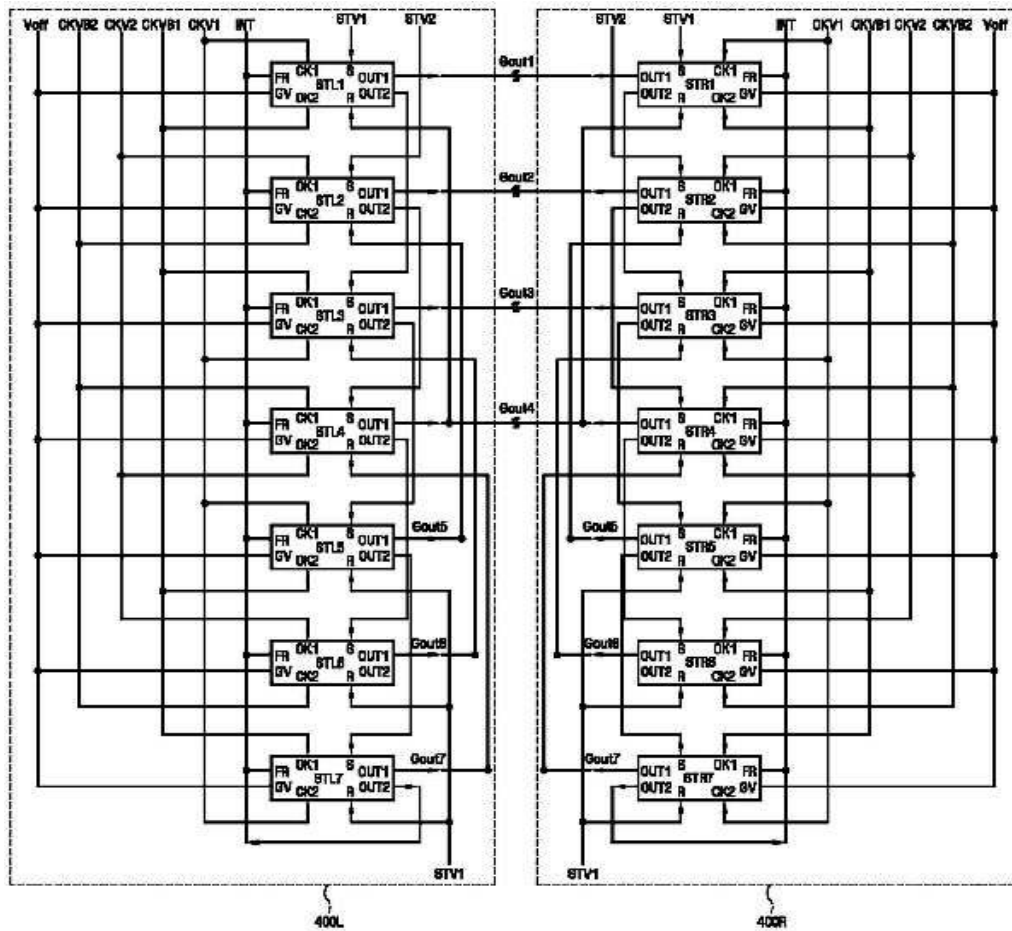 Voff CKVB2 CKV2 CKVB1 CKV1 INT STV1 STV2 STV2 STV1 INT CKV1 CKVB1 CKV2 CKVB2 Voff
Gout1
CK1 S S CK1
FR STL1 OUT1 OUT1 STR1 FR
GV CK2 R OUT2 OUT2 R CK2 GV
Gout2
CK1 S S CK1
FR STL2 OUT1 OUT1 STR2 FR
GV CK2 R OUT2 OUT2 R CK2 GV
Gout3
CK1 S S CK1
FR STL3 OUT1 OUT1 STR3 FR
GV CK2 R OUT2 OUT2 R CK2 GV
Gout4
CK1 S S CK1
FR STL4 OUT1 OUT1 STR4 FR
GV CK2 R OUT2 OUT2 R CK2 GV
Gout5 Gout5
CK1 S S CK1
FR STL5 OUT1 OUT1 STR5 FR
GV CK2 R OUT2 OUT2 R CK2 GV
Gout6 Gout6
CK1 S S CK1
FR STL6 OUT1 OUT1 STR6 FR
GV CK2 R OUT2 OUT2 R CK2 GV
Gout7 Gout7
CK1 S S CK1
FR STL7 OUT1 OUT1 STR7 FR
GV CK2 R OUT2 OUT2 R CK2 GV
STV1 STV1
400L 400R